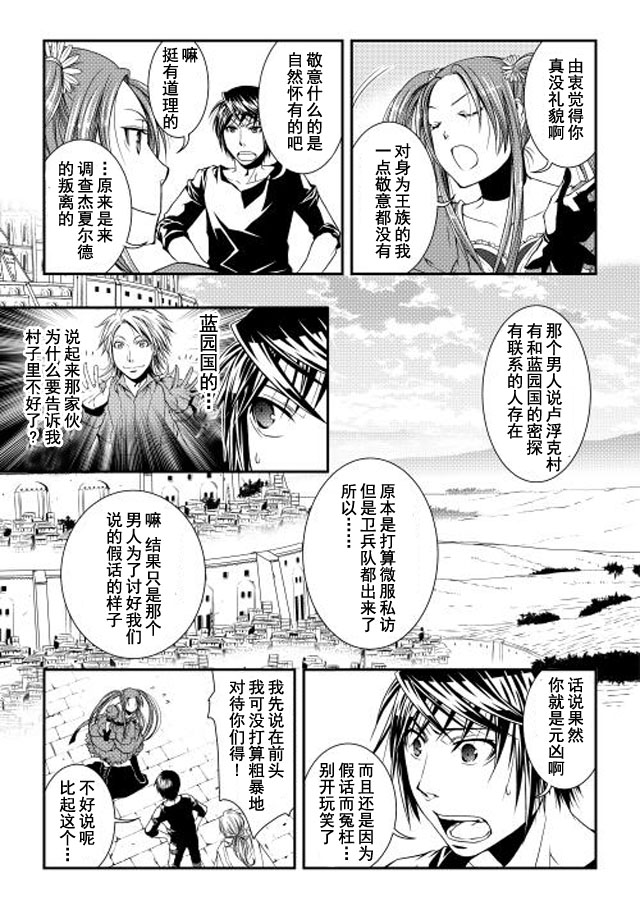 由衷觉得你
真没礼貌啊
对身为王族的我
一点敬意都没有
敬意什么的是
自然怀有的吧
嘛
挺有道理的
…原来是来
调查杰夏尔德
的叛离的
那个男人说卢浮克村
有和蓝园国的密探
有联系的人存在
蓝园国的…
说起来那家伙
为什么要告诉我
村子里不好了？
原本是打算微服私访
但是卫兵队都出来了
所以……
嘛 结果只是那个
男人为了讨好我们
说的假话的样子
话说果然
你就是元凶啊
而且还是因为
假话而冤枉…
别开玩笑了
我先说在前头
我可没打算粗暴地
对待你们得！
不好说呢
比起这个…